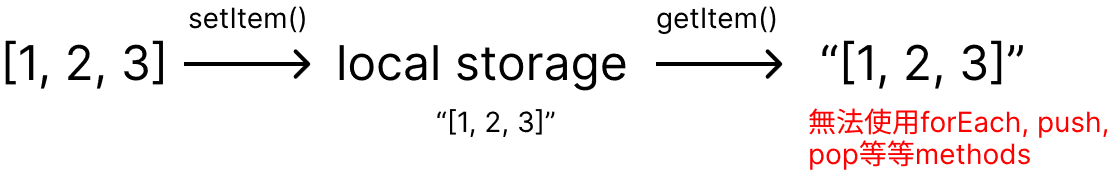 setItem()
getItem()
[1, 2, 3]
local storage
“[1, 2, 3]”
“[1, 2, 3]”
無法使用forEach, push,
pop等等methods